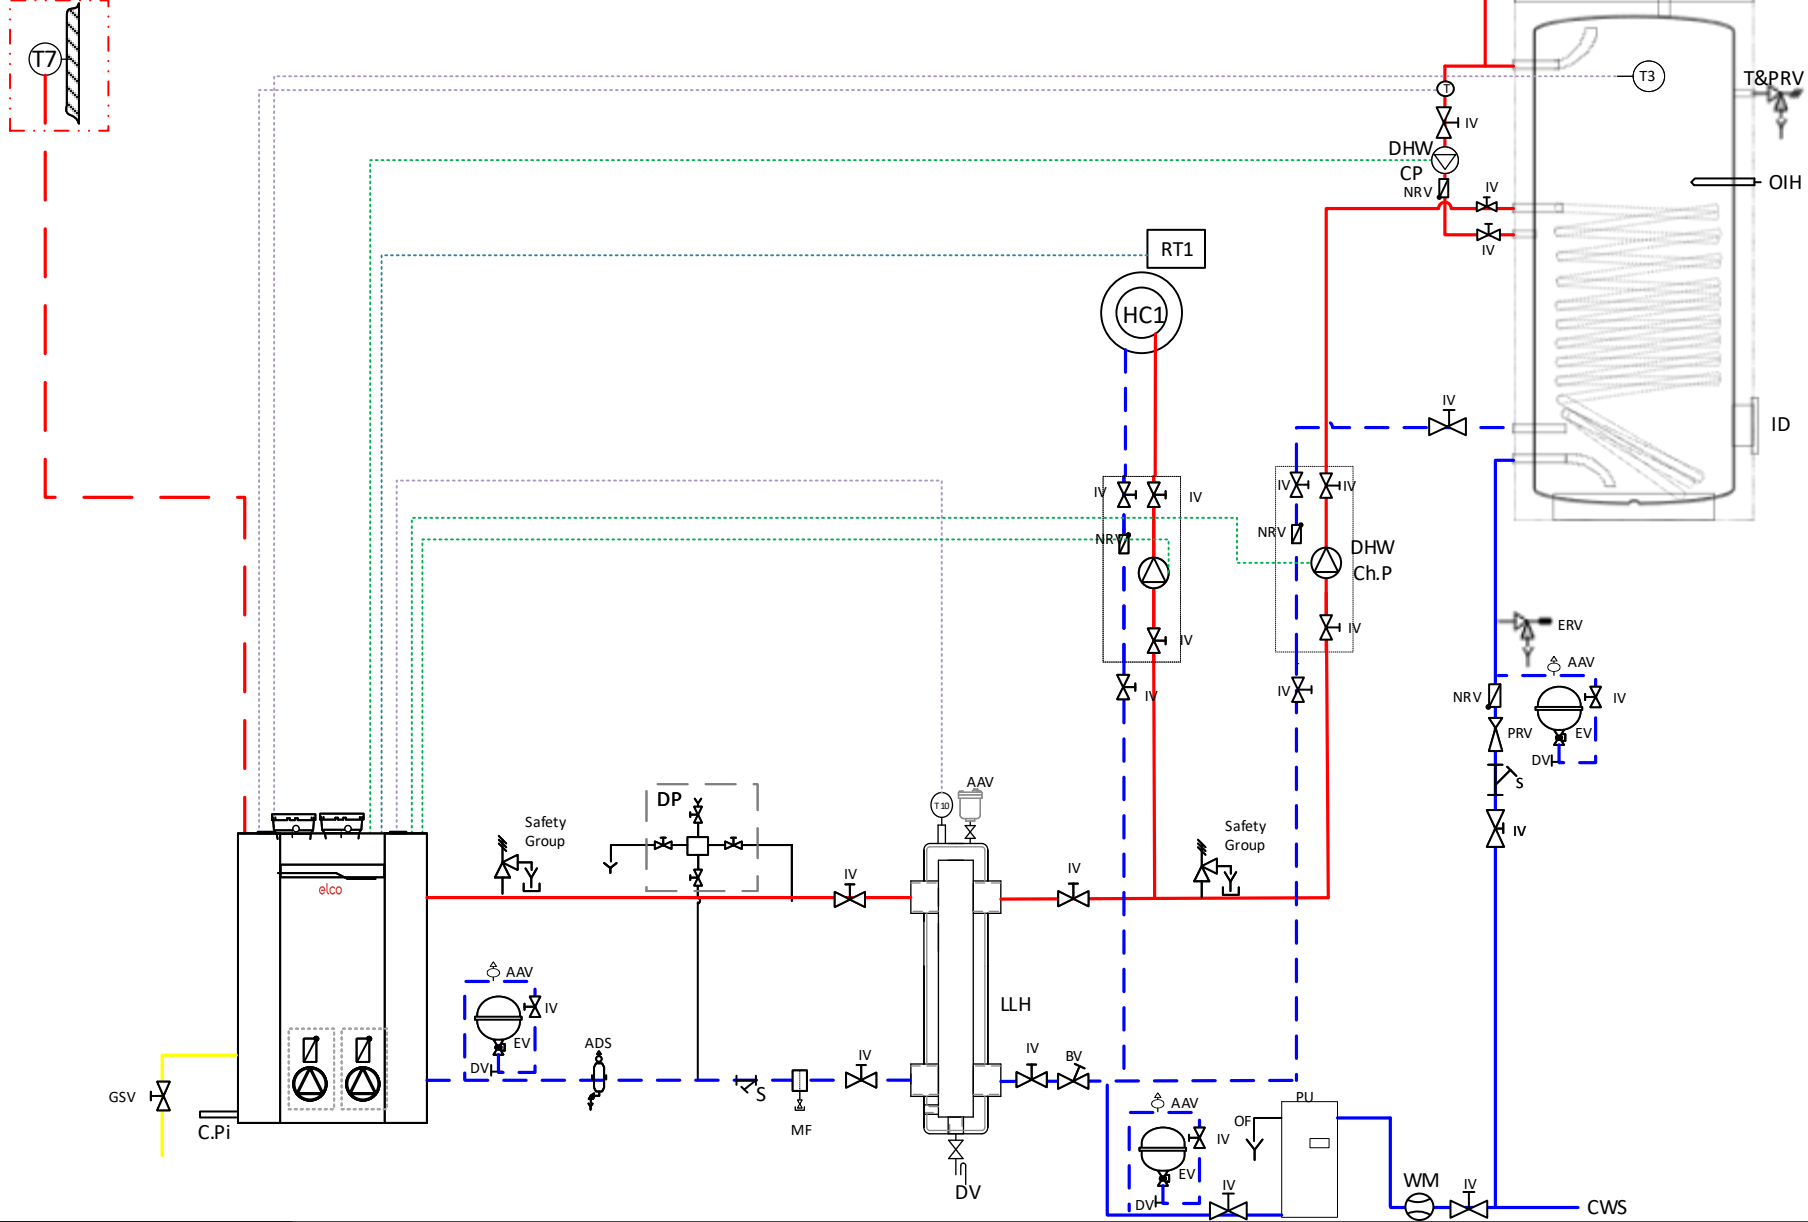 T7
T3
T&PRV
T
IV
DHW
CP
NRV
IV
OIH
IV
RT1
HC1
IV
ID
IV
IV
IV
IV
NRV
NRV
DHW
Ch.P
IV
IV
ERV
AAV
IV
IV
NRV
IV
PRV
EV
DV
S
IV
DP
AAV
T10
Safety
Group
Safety
Group
elco
IV
IV
AAV
IV
EV
DV
ADS
LLH
IV
IV
BV
GSV
C.Pi
S
MF
DV
PU
AAV
OF
IV
EV
DV
IV
WM
IV
CWS